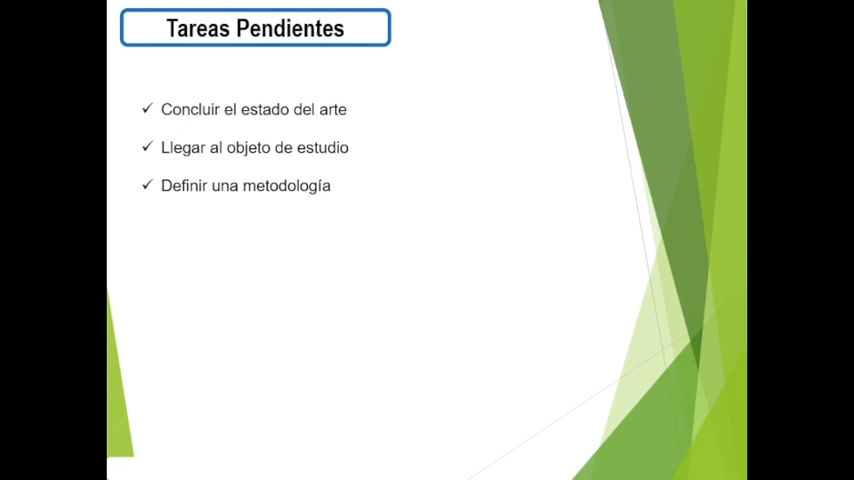 Tareas Pendientes
✓ Concluir el estado del arte
✓ Llegar al objeto de estudio
✓ Definir una metodología